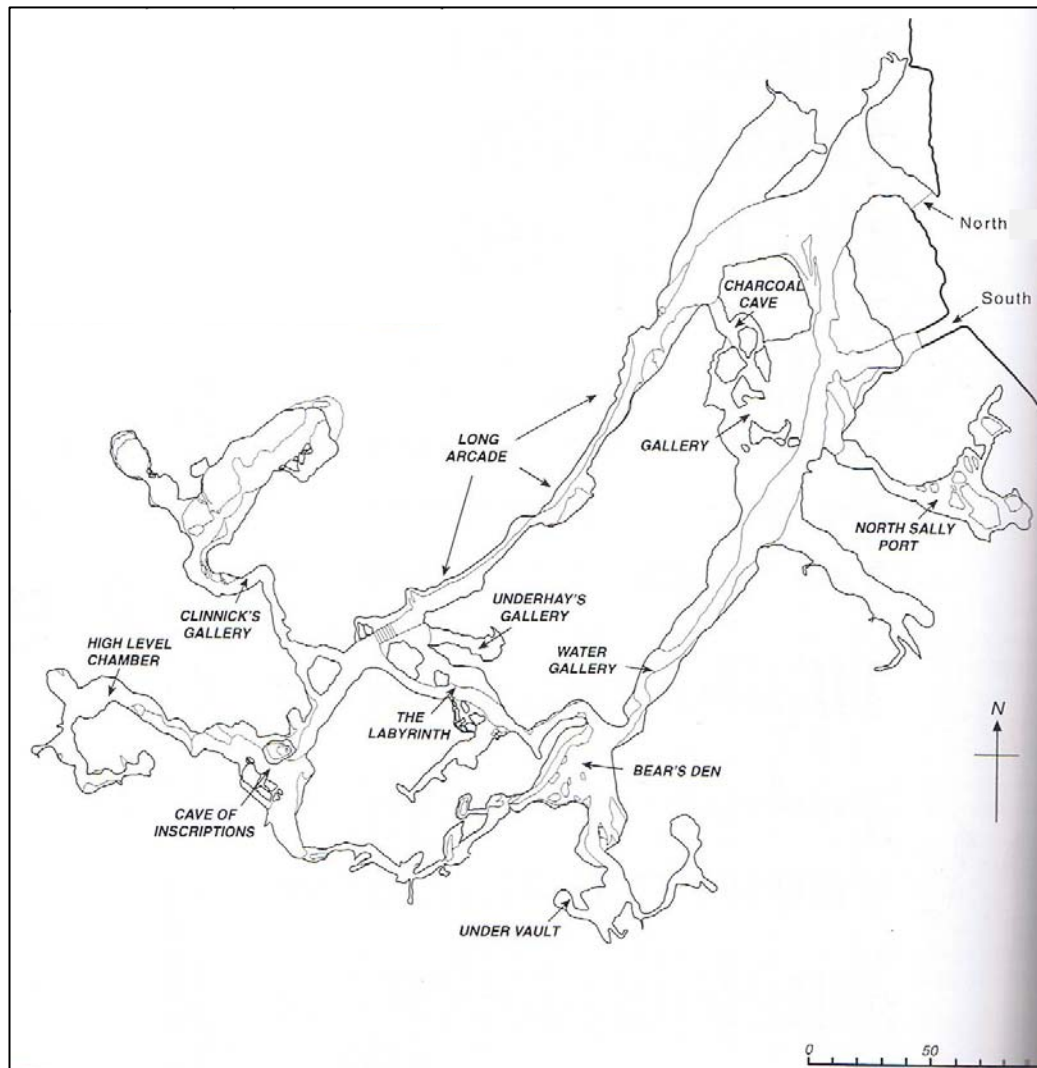 North
South
CHARCOAL
CAVE
GALLERY
LONG
ARCADE
NORTH SALLY
PORT
CLINNICK'S
GALLERY
UNDERHAY'S
GALLERY
HIGH LEVEL
CHAMBER
WATER
GALLERY
THE
LABYRINTH
N
BEAR'S DEN
CAVE OF
INSCRIPTIONS
UNDER VAULT
0 50